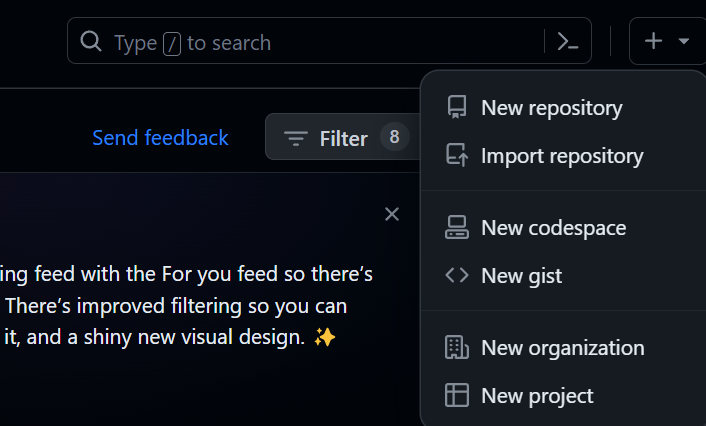 Type / to search
Send feedback
Filter 8
ing feed with the For you feed so there’s
There’s improved filtering so you can
it, and a shiny new visual design. ✨
New repository
Import repository
New codespace
New gist
New organization
New project